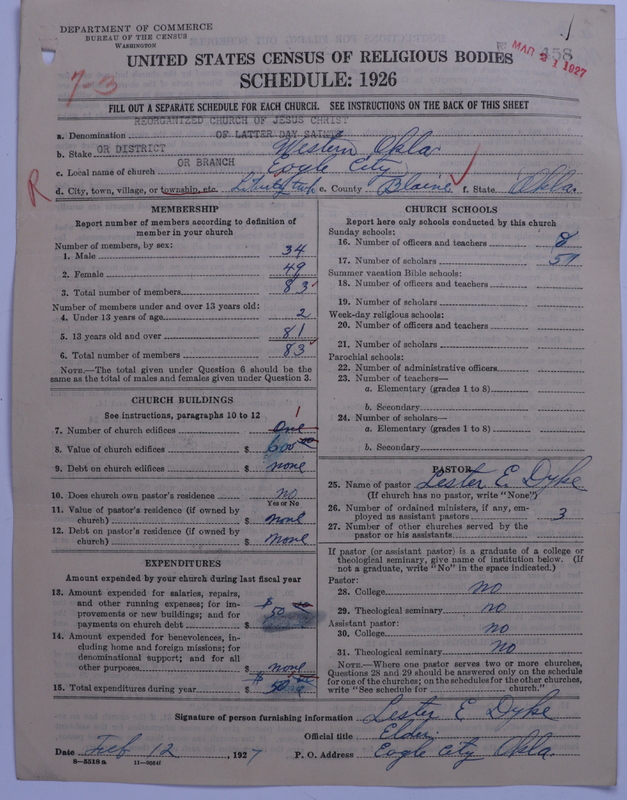 DEPARTMENT OF COMMERCE
BUREAU OF THE CENSUS
WASHINGTON
MAR 21 1927
458
UNITED STATES CENSUS OF RELIGIOUS BODIES
SCHEDULE: 1926
7-3
FILL OUT A SEPARATE SCHEDULE FOR EACH CHURCH. SEE INSTRUCTIONS ON THE BACK OF THIS SHEET
REORGANIZED CHURCH OF JESUS CHRIST
a. Denomination OF LATTER DAY SAINTS
b. Stake OR DISTRICT Western Okla
c. Local name of church OR BRANCH Eagle City
R
d. City, town, village, or township, etc. Liberty twp e. County Blaine f. State Okla.
MEMBERSHIP
Report number of members according to definition of
member in your church
Number of members, by sex:
1. Male 34
2. Female 49
3. Total number of members 83
Number of members under and over 13 years old:
4. Under 13 years of age 2
5. 13 years old and over 81
6. Total number of members 83
NOTE.—The total given under Question 6 should be the
same as the total of males and females given under Question 3.
CHURCH BUILDINGS
See instructions, paragraphs 10 to 12
1
7. Number of church edifices One
8. Value of church edifices $ 600 00
9. Debt on church edifices $ none
10. Does church own pastor's residence no
Yes or No
11. Value of pastor's residence (if owned by
church) $ none
12. Debt on pastor's residence (if owned by
church) $ none
EXPENDITURES
Amount expended by your church during last fiscal year
13. Amount expended for salaries, repairs,
and other running expenses; for im-
provements or new buildings; and for
payments on church debt $ 50
14. Amount expended for benevolences, in-
cluding home and foreign missions; for
denominational support; and for all
other purposes $ none
15. Total expenditures during year $ 50
CHURCH SCHOOLS
Report here only schools conducted by this church
Sunday schools:
16. Number of officers and teachers 8
17. Number of scholars 51
Summer vacation Bible schools:
18. Number of officers and teachers
19. Number of scholars
Week-day religious schools:
20. Number of officers and teachers
21. Number of scholars
Parochial schools:
22. Number of administrative officers
23. Number of teachers—
a. Elementary (grades 1 to 8)
b. Secondary
24. Number of scholars—
a. Elementary (grades 1 to 8)
b. Secondary
PASTOR
25. Name of pastor Lester E. Dyke
(If church has no pastor, write "None")
26. Number of ordained ministers, if any, em-
ployed as assistant pastors 3
27. Number of other churches served by the
pastor or his assistants
If pastor (or assistant pastor) is a graduate of a college or
theological seminary, give name of institution below. (If
not a graduate, write "No" in the space indicated.)
Pastor:
28. College no
29. Theological seminary no
Assistant pastor:
30. College no
31. Theological seminary no
NOTE.—Where one pastor serves two or more churches,
Questions 28 and 29 should be answered only on the schedule
for one of the churches; on the schedules for the other churches,
write "See schedule for church."
Signature of person furnishing information Lester E Dyke
Official title Elder
Date Feb 12, 1927 P. O. Address Eagle City Okla.
8—5518 a